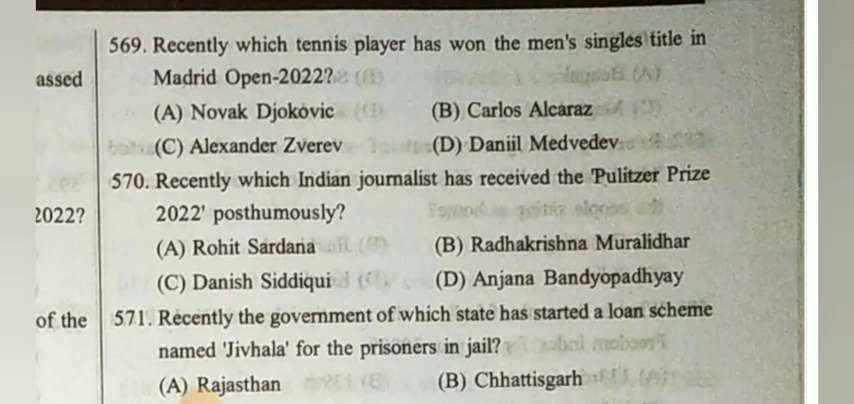 assed
2022?
of the
569. Recently which tennis player has won the men's singles title in
Madrid Open-2022?
(A) Novak Djokovic (B) Carlos Alcaraz
(C) Alexander Zverev (D) Daniil Medvedev
570. Recently which Indian journalist has received the 'Pulitzer Prize
2022' posthumously?
(A) Rohit Sardana (B) Radhakrishna Muralidhar
(C) Danish Siddiqui (D) Anjana Bandyopadhyay
571. Recently the government of which state has started a loan scheme
named 'Jivhala' for the prisoners in jail?
(A) Rajasthan (B) Chhattisgarh